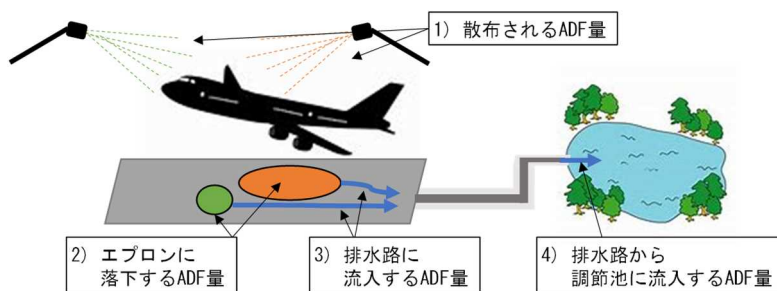 1) 散布されるADF量
2) エプロンに
落下するADF量
3) 排水路に
流入するADF量
4) 排水路から
調節池に流入するADF量